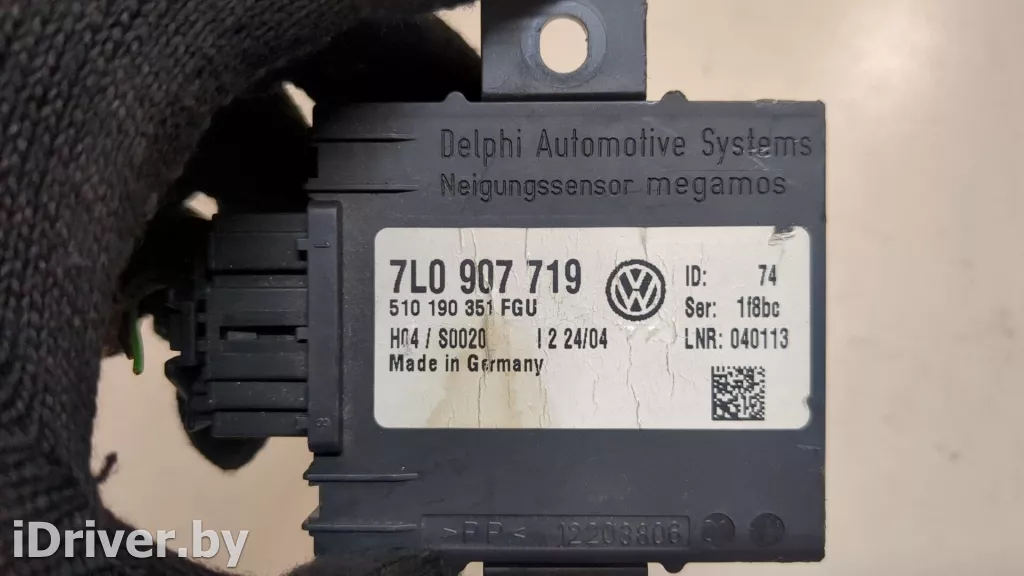 Delphi Automotive Systems
Neigungssensor megamos
7L0 907 719
510 190 351 FGU
H04 / S0020 2 24/04
Made in Germany
ID: 74
Ser: 1f8bc
LNR: 040113
>PP< 12203806
iDriver.by